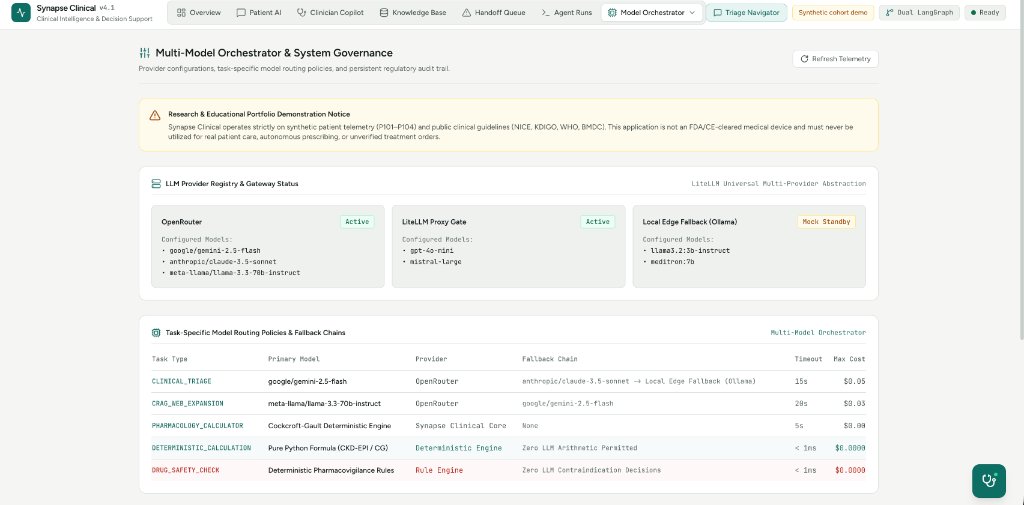 Synapse Clinical v4.1
Clinical Intelligence & Decision Support
Overview
Patient AI
Clinician Copilot
Knowledge Base
Handoff Queue
Agent Runs
Model Orchestrator
Triage Navigator
Synthetic cohort demo
Dual LangGraph
Ready
Multi-Model Orchestrator & System Governance
Provider configurations, task-specific model routing policies, and persistent regulatory audit trail.
Refresh Telemetry
Research & Educational Portfolio Demonstration Notice
Synapse Clinical operates strictly on synthetic patient telemetry (P101–P104) and public clinical guidelines (NICE, KDIGO, WHO, BMDC). This application is not an FDA/CE-cleared medical device and must never be
utilized for real patient care, autonomous prescribing, or unverified treatment orders.
LLM Provider Registry & Gateway Status
LiteLLM Universal Multi-Provider Abstraction
OpenRouter Active
Configured Models:
• google/gemini-2.5-flash
• anthropic/claude-3.5-sonnet
• meta-llama/llama-3.3-70b-instruct
LiteLLM Proxy Gate Active
Configured Models:
• gpt-4o-mini
• mistral-large
Local Edge Fallback (Ollama) Mock Standby
Configured Models:
• llama3.2:3b-instruct
• meditron:7b
Task-Specific Model Routing Policies & Fallback Chains
Multi-Model Orchestrator
Task Type Primary Model Provider Fallback Chain Timeout Max Cost
CLINICAL_TRIAGE google/gemini-2.5-flash OpenRouter anthropic/claude-3.5-sonnet → Local Edge Fallback (Ollama) 15s $0.05
CRAG_WEB_EXPANSION meta-llama/llama-3.3-70b-instruct OpenRouter google/gemini-2.5-flash 20s $0.03
PHARMACOLOGY_CALCULATOR Cockcroft-Gault Deterministic Engine Synapse Clinical Core None 5s $0.00
DETERMINISTIC_CALCULATION Pure Python Formula (CKD-EPI / CG) Deterministic Engine Zero LLM Arithmetic Permitted < 1ms $0.0000
DRUG_SAFETY_CHECK Deterministic Pharmacovigilance Rules Rule Engine Zero LLM Contraindication Decisions < 1ms $0.0000